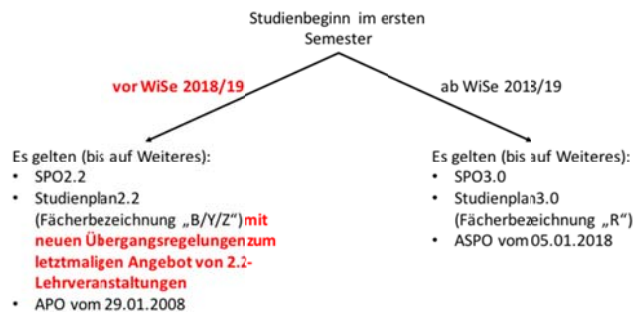 Studienbeginn im ersten
Semester
vor WiSe 2018/19
ab WiSe 2018/19
Es gelten (bis auf Weiteres):
• SPO2.2
• Studienplan2.2
(Fächerbezeichnung „B/Y/Z“)mit
neuen Übergangsregelungenzum
letztmaligen Angebot von 2.2-
Lehrveranstaltungen
• APO vom 29.01.2008
Es gelten (bis auf Weiteres):
• SPO3.0
• Studienplan3.0
(Fächerbezeichnung „R“)
• ASPO vom 05.01.2018